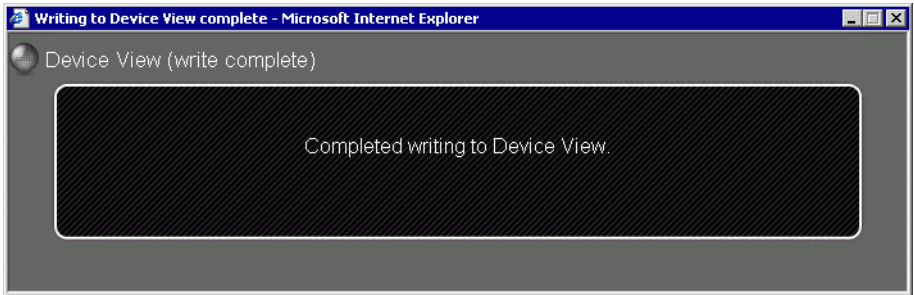 Writing to Device View complete - Microsoft Internet Explorer
Device View (write complete)
Completed writing to Device View.